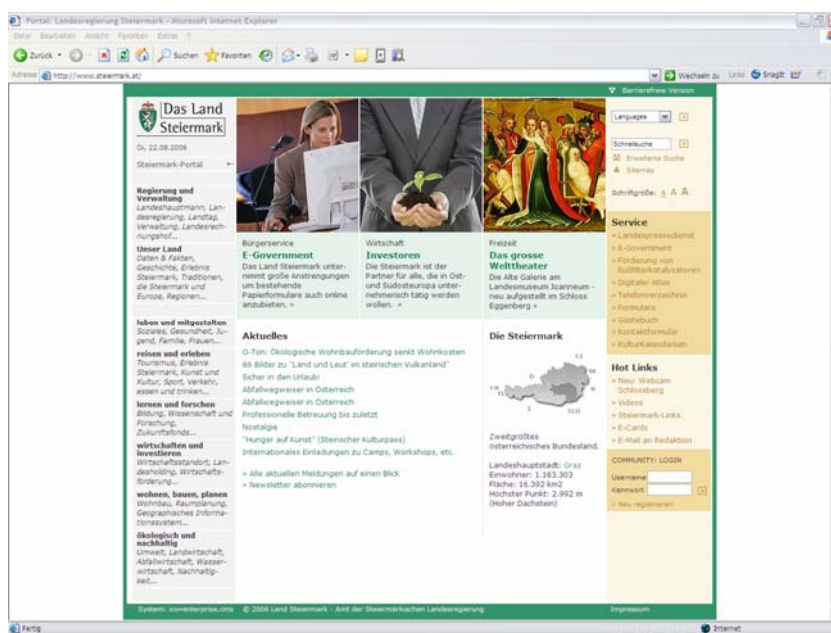 Portal: Landesregierung Steiermark - Microsoft Internet Explorer
Datei Bearbeiten Ansicht Favoriten Extras ?
Zurück Suchen Favoriten
Adresse http://www.steiermark.at/ Wechseln zu Links SnagIt
Barrierefreie Version
Das Land
Steiermark
Di, 22.08.2006
Steiermark-Portal
Regierung und
Verwaltung
Landeshauptmann, Lan-
desregierung, Landtag,
Verwaltung, Landesrech-
nungshof...
Unser Land
Daten & Fakten,
Geschichte, Erlebnis
Steiermark, Traditionen,
die Steiermark und
Europa, Regionen...
leben und mitgestalten
Soziales, Gesundheit, Ju-
gend, Familie, Frauen...
reisen und erleben
Tourismus, Erlebnis
Steiermark, Kunst und
Kultur, Sport, Verkehr,
essen und trinken...
lernen und forschen
Bildung, Wissenschaft und
Forschung,
Zukunftsfonds...
wirtschaften und
investieren
Wirtschaftsstandort, Lan-
desholding, Wirtschafts-
förderung...
wohnen, bauen, planen
Wohnbau, Raumplanung,
Geographisches Informa-
tionssystem...
ökologisch und
nachhaltig
Umwelt, Landwirtschaft,
Abfallwirtschaft, Wasser-
wirtschaft, Nachhaltig-
keit...
Bürgerservice
E-Government
Das Land Steiermark unter-
nimmt große Anstrengungen
um bestehende
Papierformulare auch online
anzubieten. »
Wirtschaft
Investoren
Die Steiermark ist der
Partner für alle, die in Ost-
und Südosteuropa unter-
nehmerisch tätig werden
wollen. »
Freizeit
Das grosse
Welttheater
Die Alte Galerie am
Landesmuseum Joanneum -
neu aufgestellt im Schloss
Eggenberg »
Aktuelles
O-Ton: Ökologische Wohnbauförderung senkt Wohnkosten
86 Bilder zu "Land und Leut' im steirischen Vulkanland"
Sicher in den Urlaub!
Abfallwegweiser in Österreich
Abfallwegweiser in Österreich
Professionelle Betreuung bis zuletzt
Nostalgie
"Hunger auf Kunst" (Steirischer Kulturpass)
Internationales Einladungen zu Camps, Workshops, etc.
» Alle aktuellen Meldungen auf einen Blick
» Newsletter abonnieren
Die Steiermark
CZ
D
CH
I
SLO
H
Zweitgrößtes
österreichisches Bundesland.
Landeshauptstadt: Graz
Einwohner: 1.183.303
Fläche: 16.392 km2
Höchster Punkt: 2.992 m
(Hoher Dachstein)
Languages
Schnellsuche
Erweiterte Suche
Sitemap
Schriftgröße: A A A
Service
» Landespressedienst
» E-Government
» Förderung von
Rußfilterkatalysatoren
» Digitaler Atlas
» Telefonverzeichnis
» Formulare
» Gästebuch
» Kontaktformular
» KulturKalendarium
Hot Links
» Neu: Webcam
Schlossberg
» Videos
» Steiermark-Links
» E-Cards
» E-Mail an Redaktion
COMMUNITY: LOGIN
Username
Kennwort
» Neu registrieren
System: icoventerprise.cms © 2006 Land Steiermark - Amt der Steiermärkischen Landesregierung Impressum
Fertig Internet